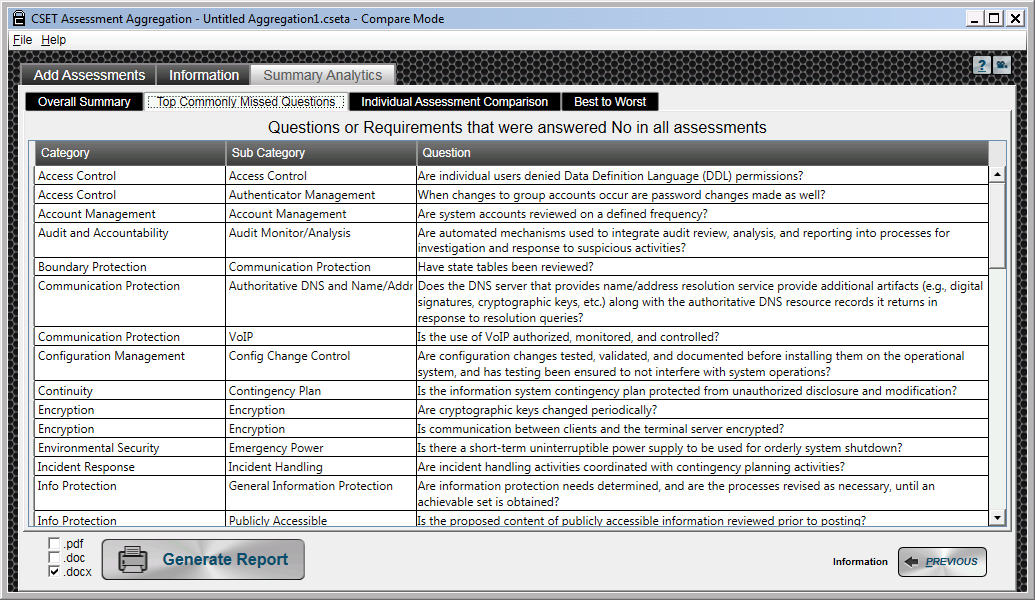 CSET Assessment Aggregation - Untitled Aggregation1.cseta - Compare Mode
File Help
Add Assessments Information Summary Analytics
?
Overall Summary Top Commonly Missed Questions Individual Assessment Comparison Best to Worst
Questions or Requirements that were answered No in all assessments
Category Sub Category Question
Access Control Access Control Are individual users denied Data Definition Language (DDL) permissions?
Access Control Authenticator Management When changes to group accounts occur are password changes made as well?
Account Management Account Management Are system accounts reviewed on a defined frequency?
Audit and Accountability Audit Monitor/Analysis Are automated mechanisms used to integrate audit review, analysis, and reporting into processes for
investigation and response to suspicious activities?
Boundary Protection Communication Protection Have state tables been reviewed?
Communication Protection Authoritative DNS and Name/Addr Does the DNS server that provides name/address resolution service provide additional artifacts (e.g., digital
signatures, cryptographic keys, etc.) along with the authoritative DNS resource records it returns in
response to resolution queries?
Communication Protection VoIP Is the use of VoIP authorized, monitored, and controlled?
Configuration Management Config Change Control Are configuration changes tested, validated, and documented before installing them on the operational
system, and has testing been ensured to not interfere with system operations?
Continuity Contingency Plan Is the information system contingency plan protected from unauthorized disclosure and modification?
Encryption Encryption Are cryptographic keys changed periodically?
Encryption Encryption Is communication between clients and the terminal server encrypted?
Environmental Security Emergency Power Is there a short-term uninterruptible power supply to be used for orderly system shutdown?
Incident Response Incident Handling Are incident handling activities coordinated with contingency planning activities?
Info Protection General Information Protection Are information protection needs determined, and are the processes revised as necessary, until an
achievable set is obtained?
Info Protection Publicly Accessible Is the proposed content of publicly accessible information reviewed prior to posting?
.pdf
.doc
.docx
Generate Report
Information
PREVIOUS